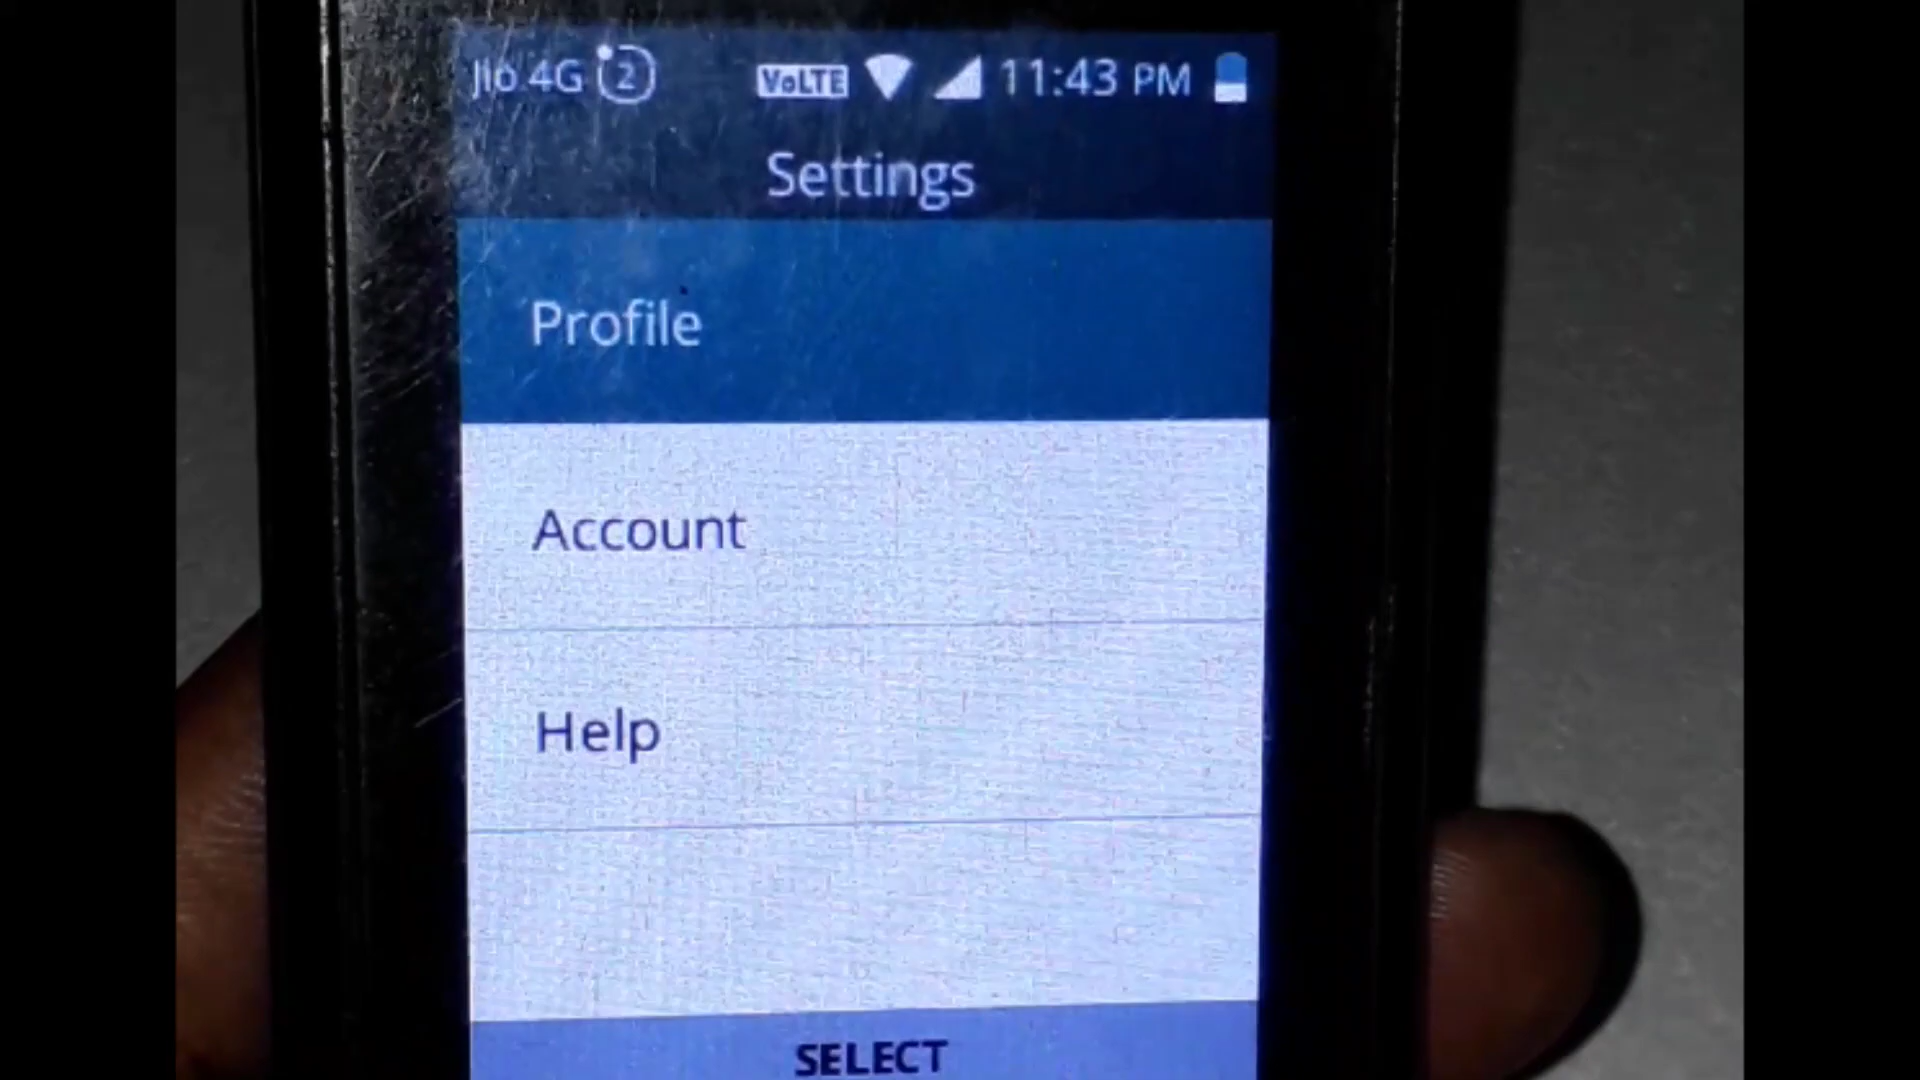 Jio 4G 2 VoLTE 11:43 PM
Settings
Profile
Account
Help
SELECT